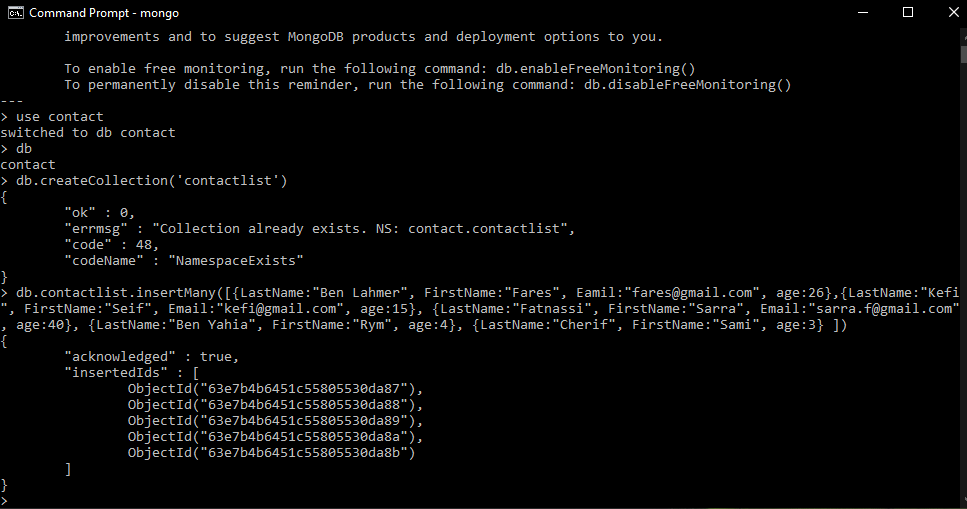 Command Prompt - mongo
improvements and to suggest MongoDB products and deployment options to you.
To enable free monitoring, run the following command: db.enableFreeMonitoring()
To permanently disable this reminder, run the following command: db.disableFreeMonitoring()
---
> use contact
switched to db contact
> db
contact
> db.createCollection('contactlist')
{
"ok" : 0,
"errmsg" : "Collection already exists. NS: contact.contactlist",
"code" : 48,
"codeName" : "NamespaceExists"
}
> db.contactlist.insertMany([{LastName:"Ben Lahmer", FirstName:"Fares", Eamil:"fares@gmail.com", age:26},{LastName:"Kefi
", FirstName:"Seif", Email:"kefi@gmail.com", age:15}, {LastName:"Fatnassi", FirstName:"Sarra", Email:"sarra.f@gmail.com"
, age:40}, {LastName:"Ben Yahia", FirstName:"Rym", age:4}, {LastName:"Cherif", FirstName:"Sami", age:3} ])
{
"acknowledged" : true,
"insertedIds" : [
ObjectId("63e7b4b6451c55805530da87"),
ObjectId("63e7b4b6451c55805530da88"),
ObjectId("63e7b4b6451c55805530da89"),
ObjectId("63e7b4b6451c55805530da8a"),
ObjectId("63e7b4b6451c55805530da8b")
]
}
>